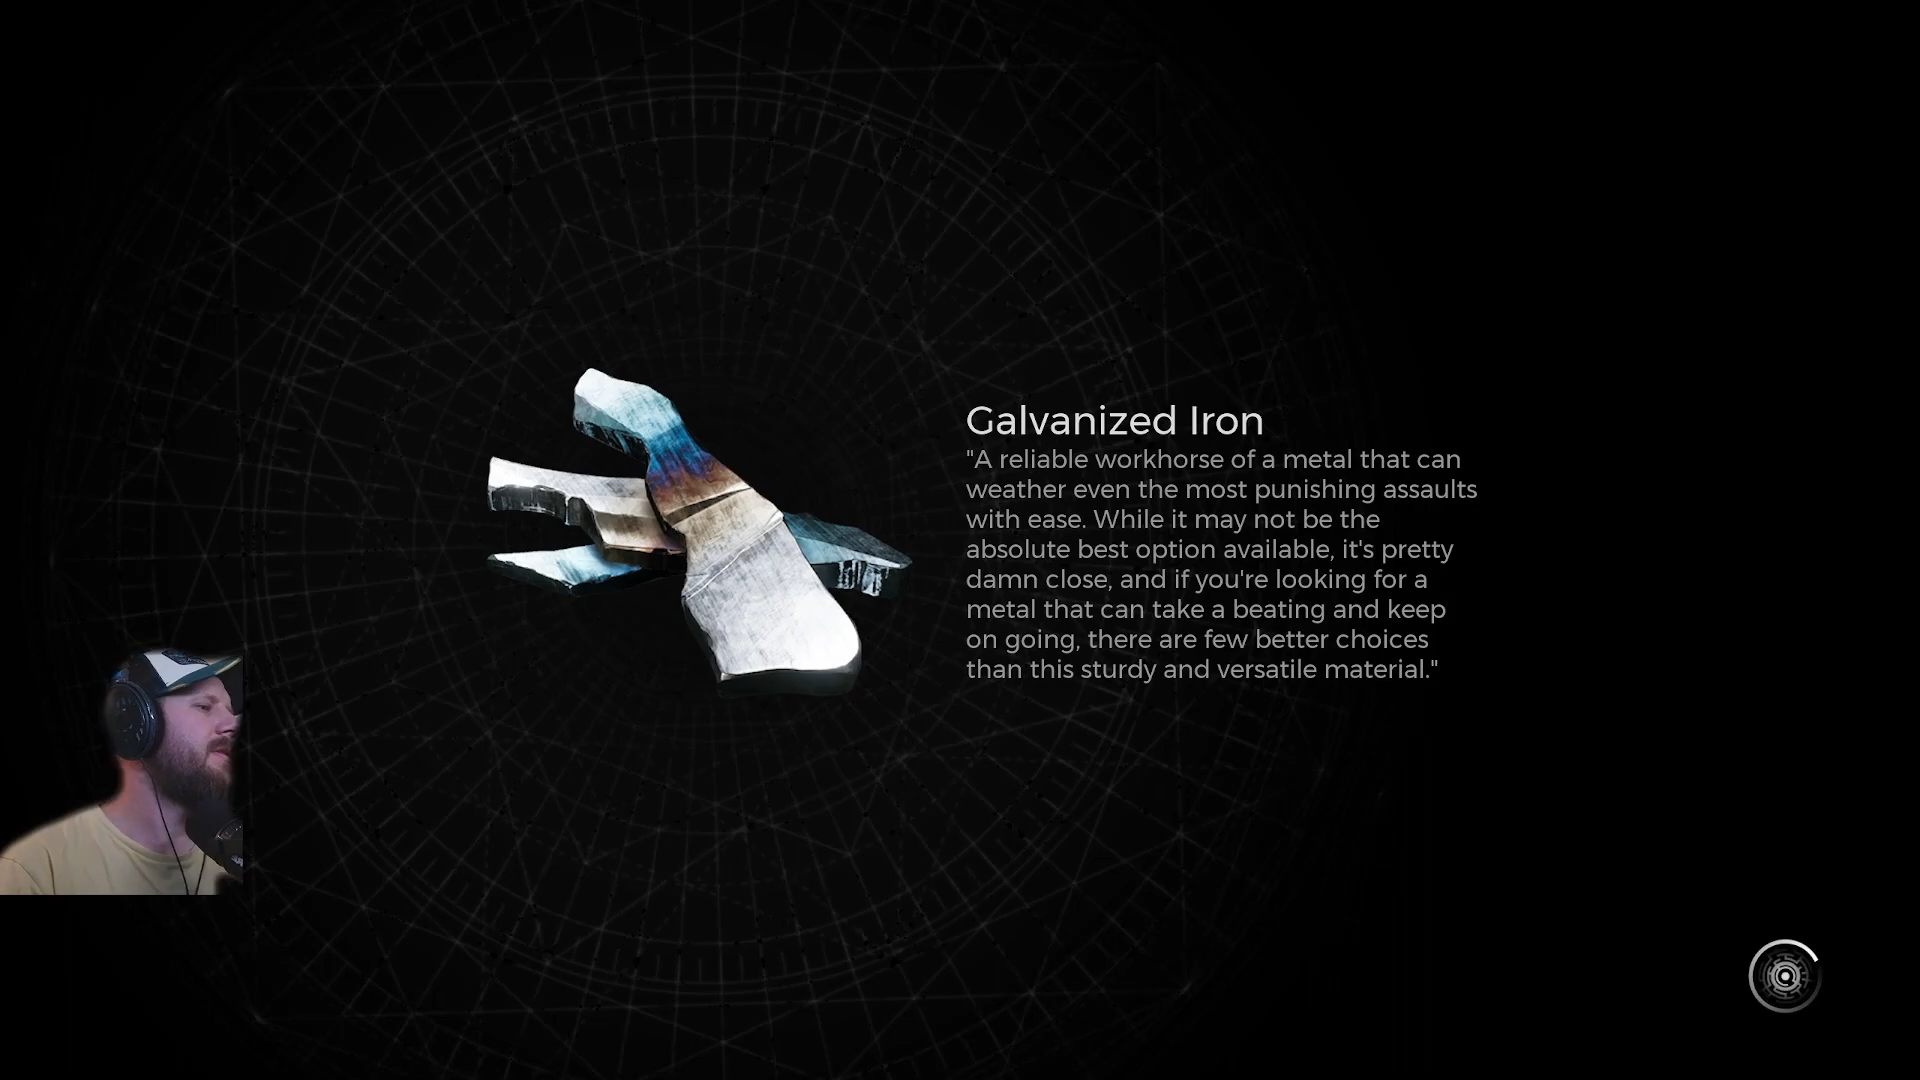 Galvanized Iron
"A reliable workhorse of a metal that can
weather even the most punishing assaults
with ease. While it may not be the
absolute best option available, it's pretty
damn close, and if you're looking for a
metal that can take a beating and keep
on going, there are few better choices
than this sturdy and versatile material."